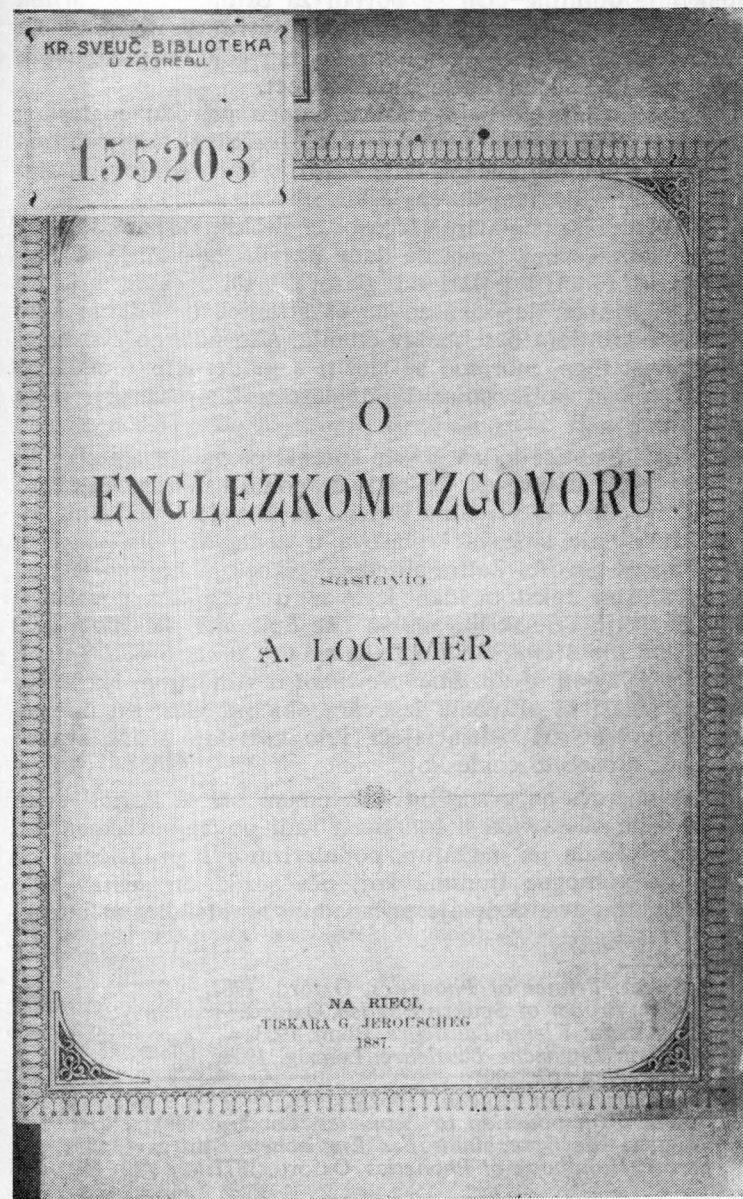 KR. SVEUČ. BIBLIOTEKA
U ZAGREBU.
155203
O
ENGLEZKOM IZGOVORU
sastavio
A. LOCHMER
NA RIECI,
TISKARA G. JEROUSCHEG
1887.